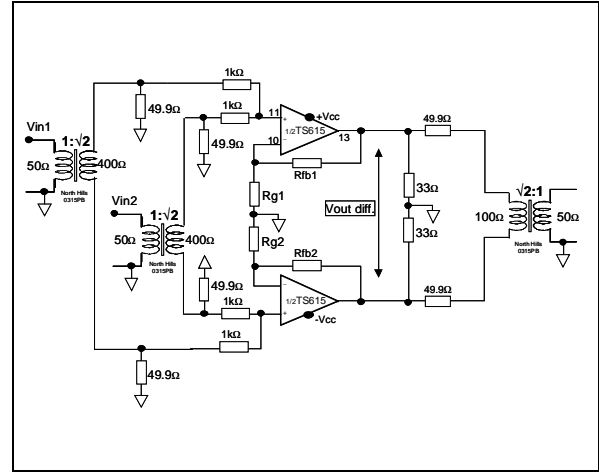 1kΩ
49.9Ω
1kΩ
11
+Vcc
49.9Ω
Vin1
1:√2
49.9Ω
1/2TS615
13
10
50Ω
400Ω
Rfb1
North Hills
0315PB
Vin2
1:√2
Rg1
Vout diff.
33Ω
√2:1
50Ω
400Ω
Rg2
33Ω
100Ω
50Ω
North Hills
0315PB
Rfb2
North Hills
0315PB
49.9Ω
1kΩ
1/2TS615
49.9Ω
-Vcc
1kΩ
49.9Ω